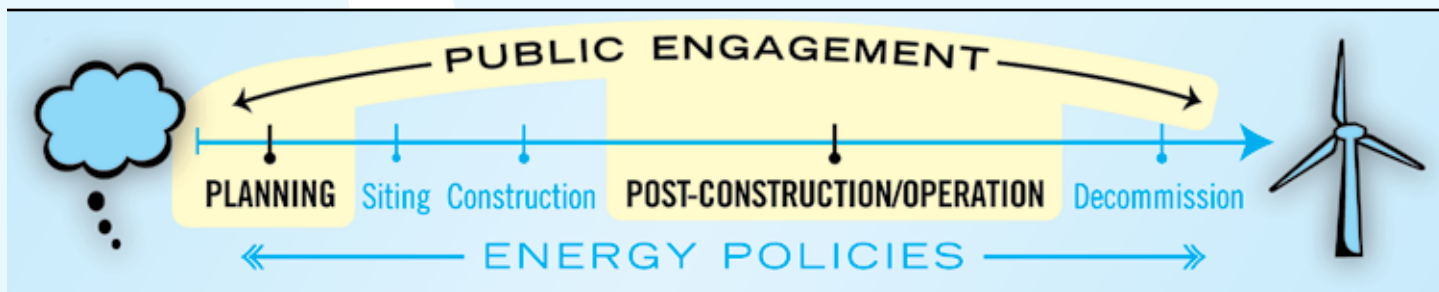 PUBLIC ENGAGEMENT
PLANNING Siting Construction POST-CONSTRUCTION/OPERATION Decommission
ENERGY POLICIES